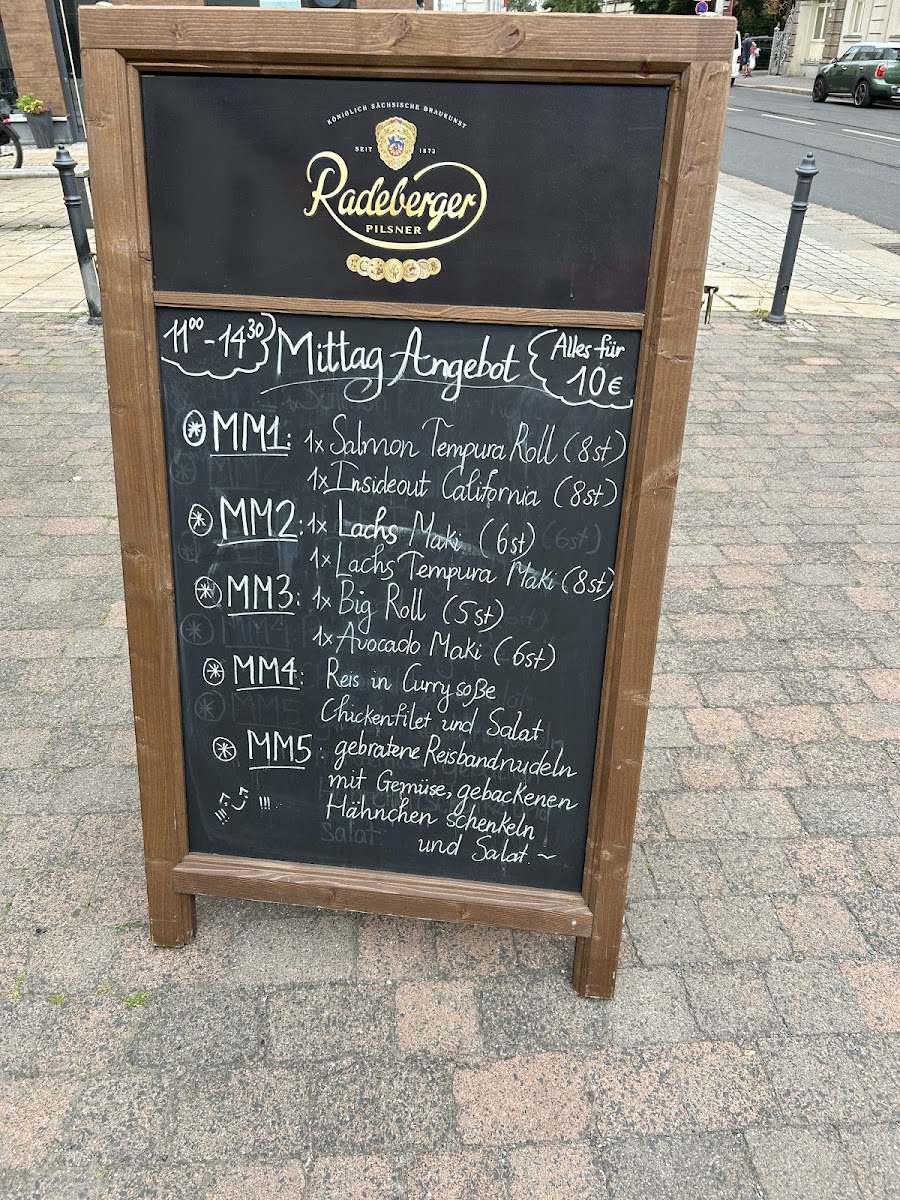 KÖNIGLICH SÄCHSISCHE BRAUKUNST
SEIT 1872
Radeberger
PILSNER
11⁰⁰-14³⁰ Mittag Angebot Alles für
10€
MM1: 1x Salmon Tempura Roll (8st)
1x Insideout California (8st)
MM2: 1x Lachs Maki (6st)
1x Lachs Tempura Maki (8st)
MM3: 1x Big Roll (5st)
1x Avocado Maki (6st)
MM4: Reis in Currysoße
Chickenfilet und Salat
MM5: gebratene Reisbandnudeln
mit Gemüse, gebackenen
Hähnchen schenkeln
und Salat. ~